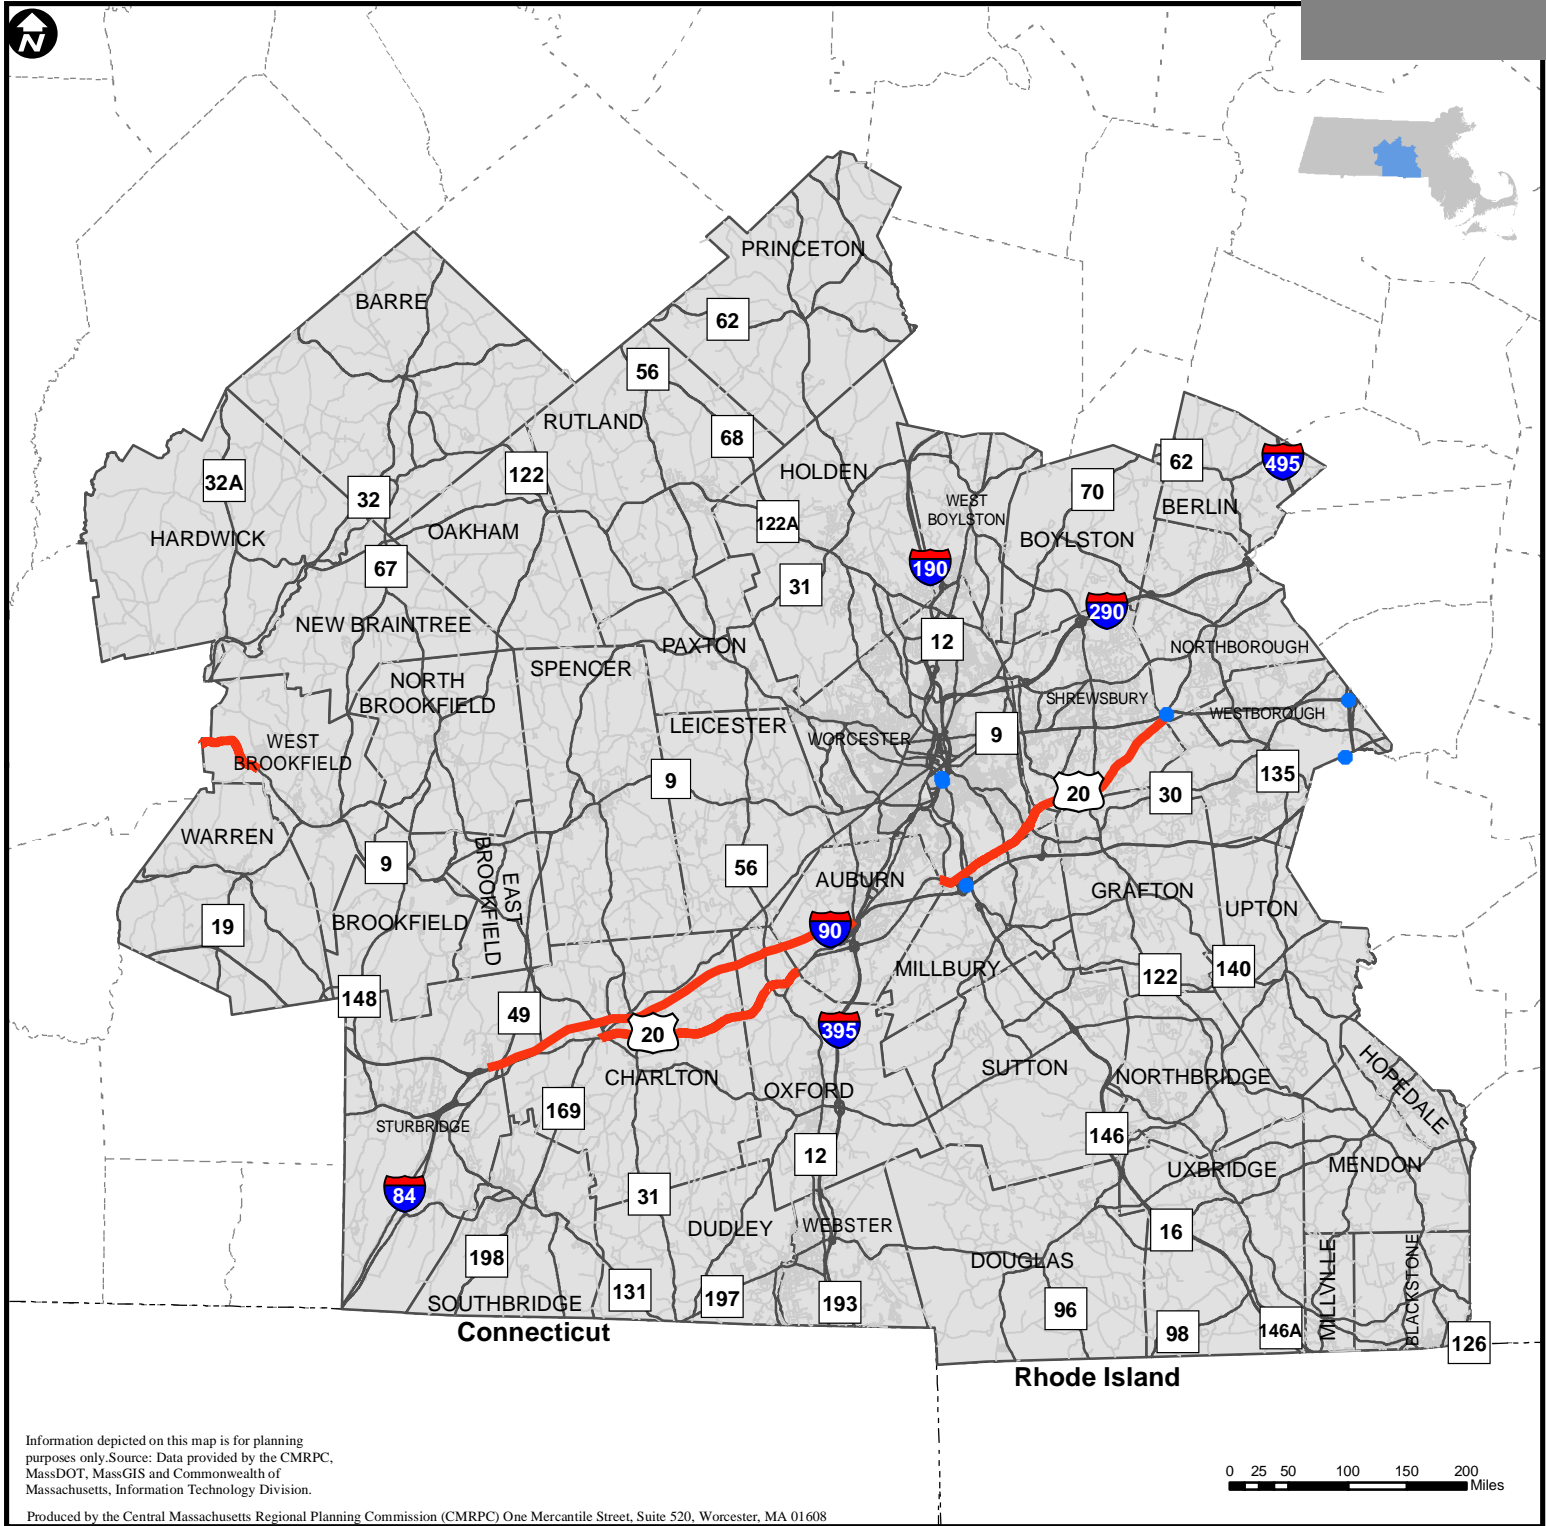 N
PRINCETON
BARRE
62
56
RUTLAND
68
122
HOLDEN
32A
32
62
495
70
WEST
BOYLSTON
BERLIN
122A
HARDWICK
OAKHAM
BOYLSTON
67
190
31
290
NEW BRAINTREE
12
PAXTON
NORTHBOROUGH
SPENCER
NORTH
BROOKFIELD
SHREWSBURY
WESTBOROUGH
LEICESTER
WORCESTER
9
WEST
BROOKFIELD
9
135
20
30
WARREN
9
EAST
BROOKFIELD
56
AUBURN
GRAFTON
UPTON
19
BROOKFIELD
90
MILLBURY
122
140
148
49
20
395
CHARLTON
SUTTON
NORTHBRIDGE
HOPEDALE
OXFORD
169
STURBRIDGE
146
12
UXBRIDGE
MENDON
84
31
DUDLEY
WEBSTER
16
198
DOUGLAS
MILLVILLE
BLACKSTONE
131
197
193
SOUTHBRIDGE
96
98
146A
126
Connecticut
Rhode Island
Information depicted on this map is for planning
purposes only.Source: Data provided by the CMRPC,
MassDOT, MassGIS and Commonwealth of
Massachusetts, Information Technology Division.
0 25 50 100 150 200
Miles
Produced by the Central Massachusetts Regional Planning Commission (CMRPC) One Mercantile Street, Suite 520, Worcester, MA 01608